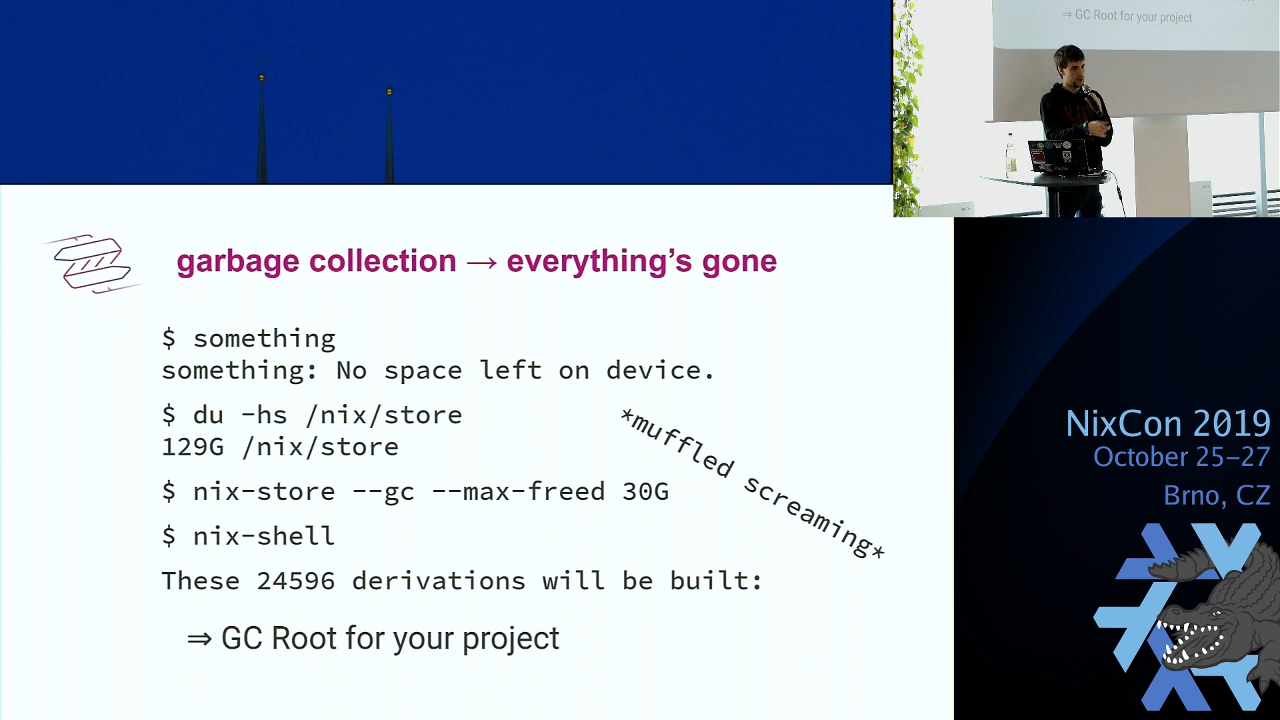 ⇒ GC Root for your project
garbage collection → everything's gone
$ something
something: No space left on device.
$ du -hs /nix/store
129G /nix/store
*muffled screaming*
$ nix-store --gc --max-freed 30G
$ nix-shell
These 24596 derivations will be built:
⇒ GC Root for your project
NixCon 2019
October 25–27
Brno, CZ